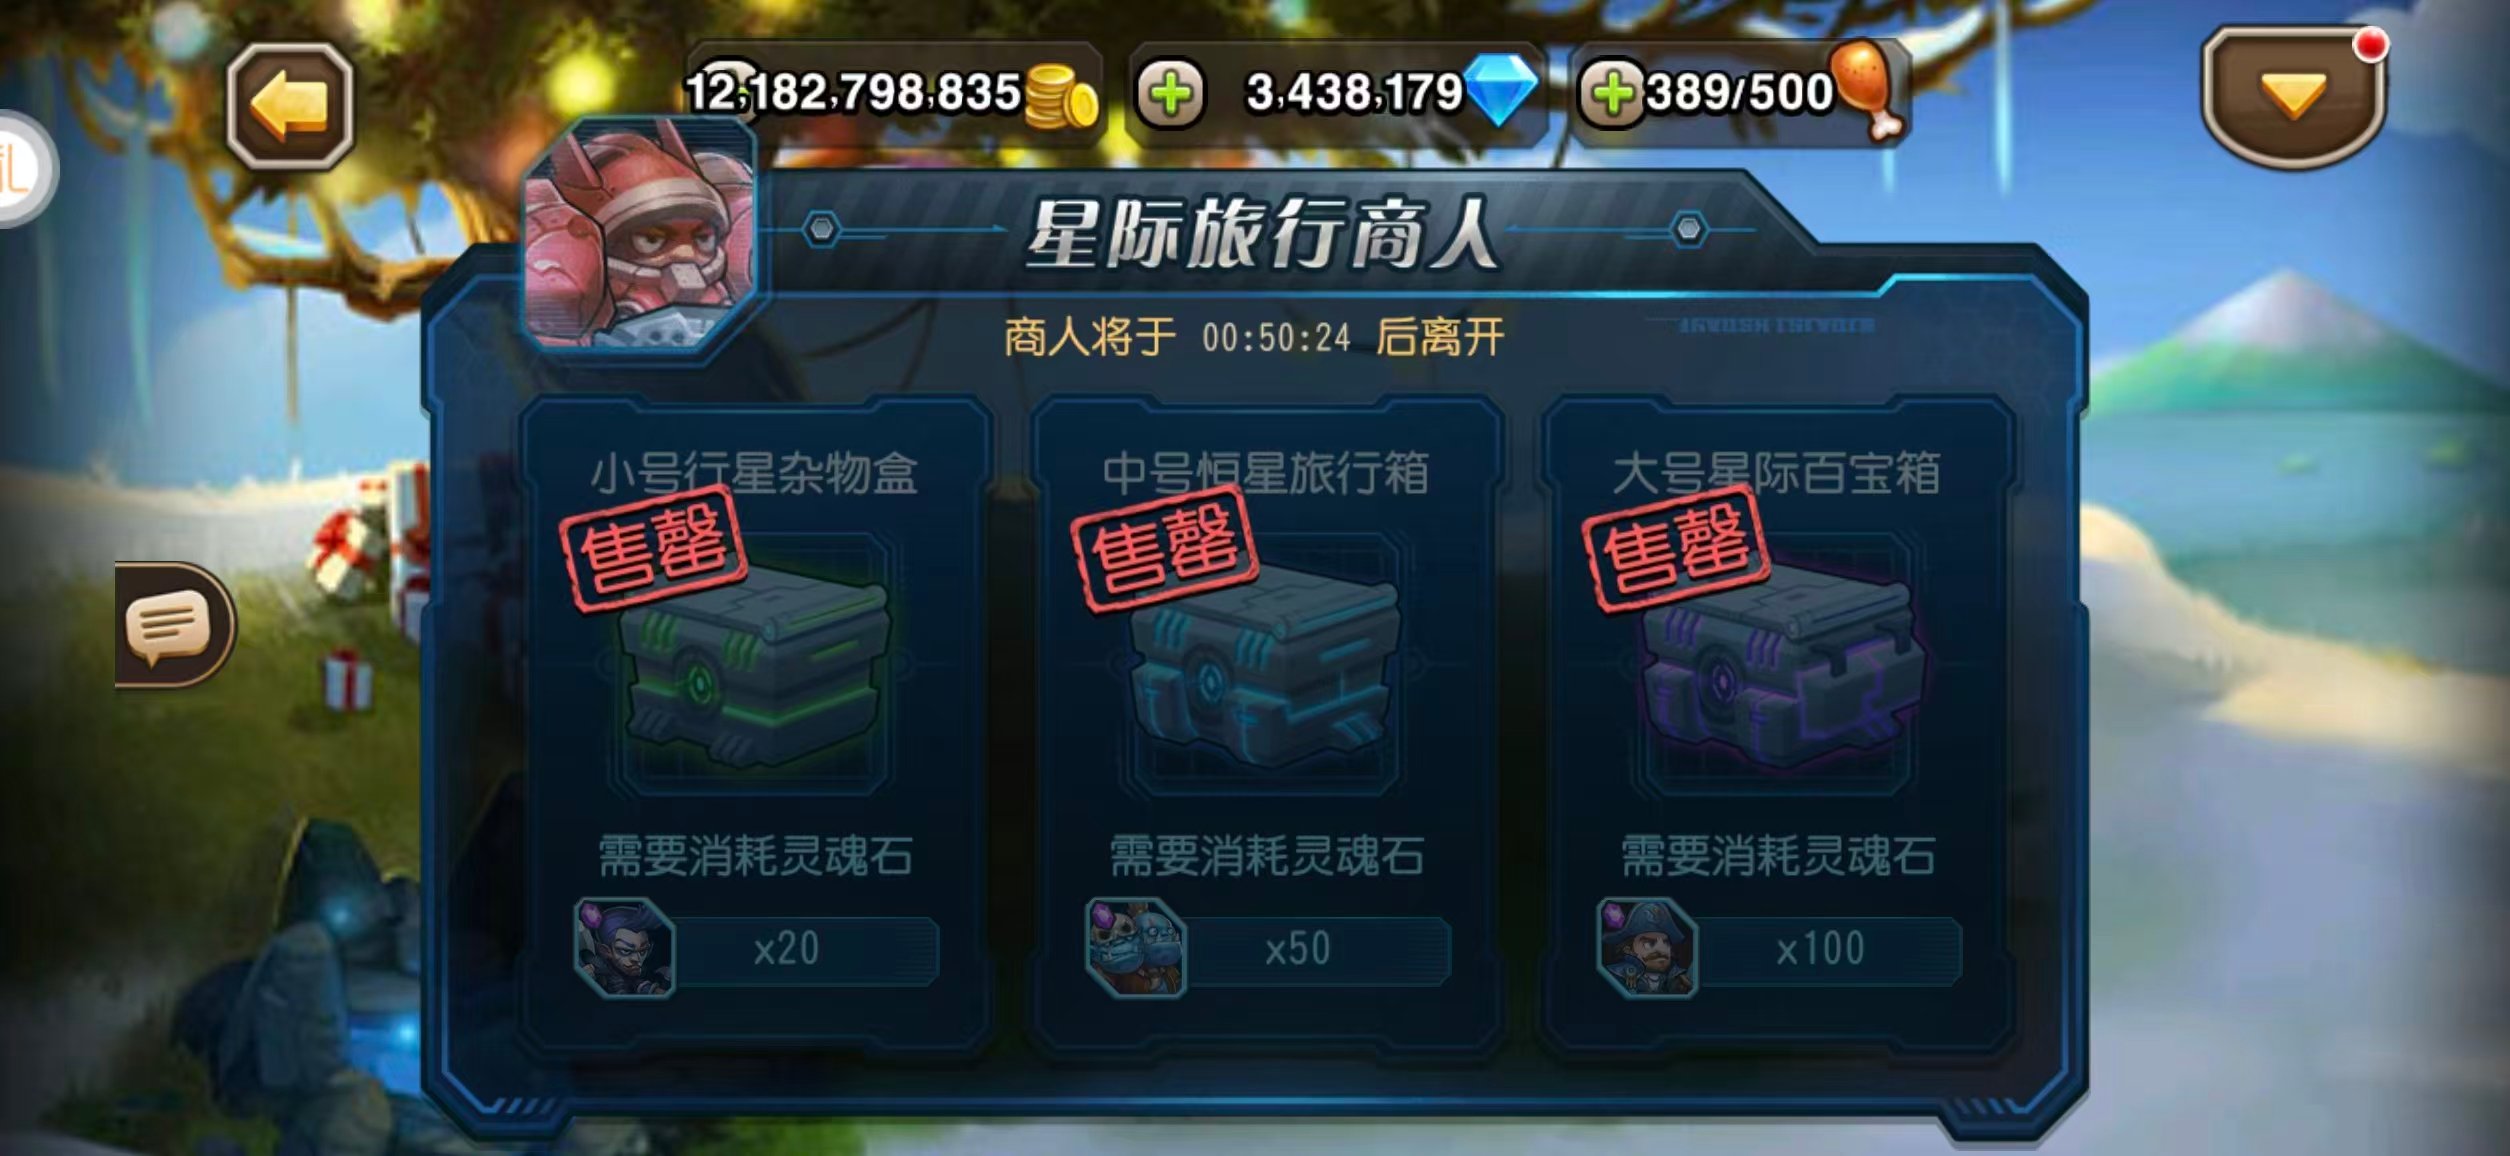 12,182,798,835
3,438,179
389/500
星际旅行商人
商人将于 00:50:24 后离开
小号行星杂物盒
中号恒星旅行箱
大号星际百宝箱
售罄
售罄
售罄
需要消耗灵魂石
需要消耗灵魂石
需要消耗灵魂石
x20
x50
x100